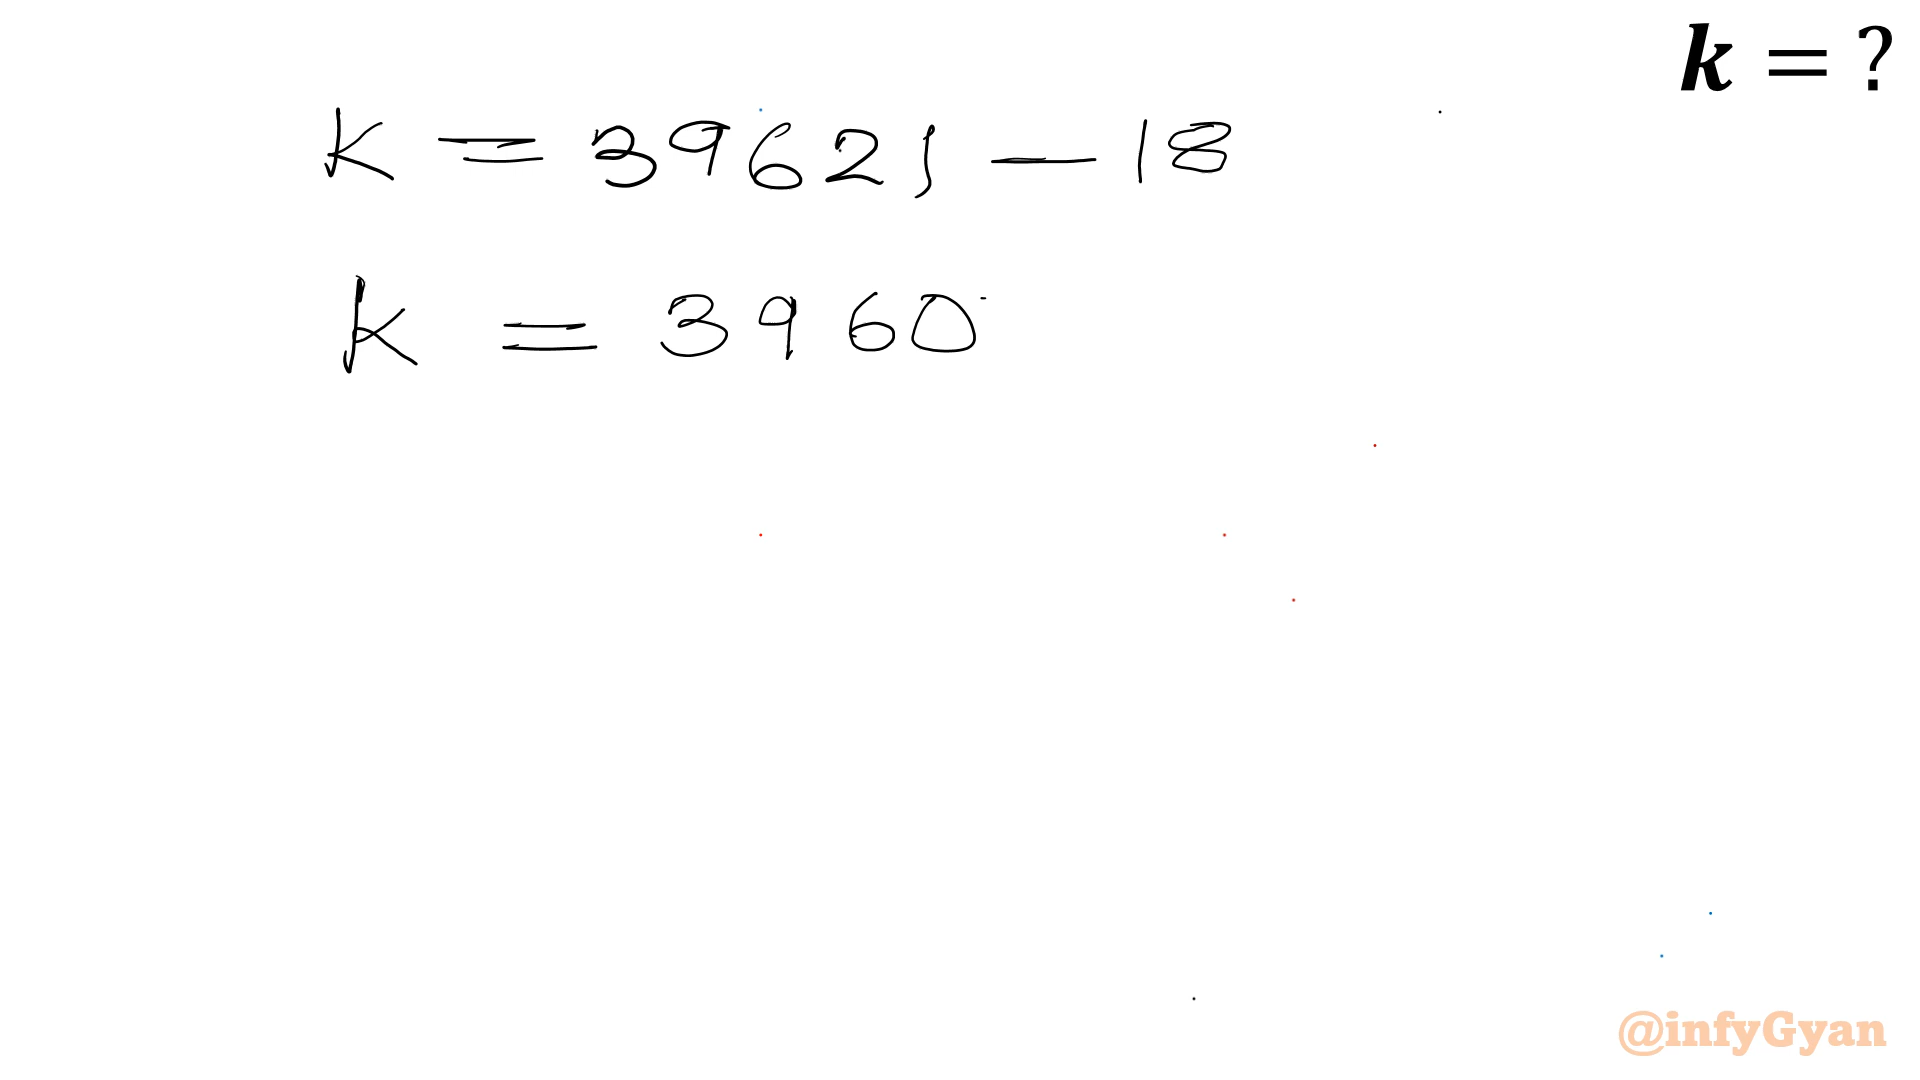 k = ?
K = 39621 — 18
K = 3960
@infyGyan